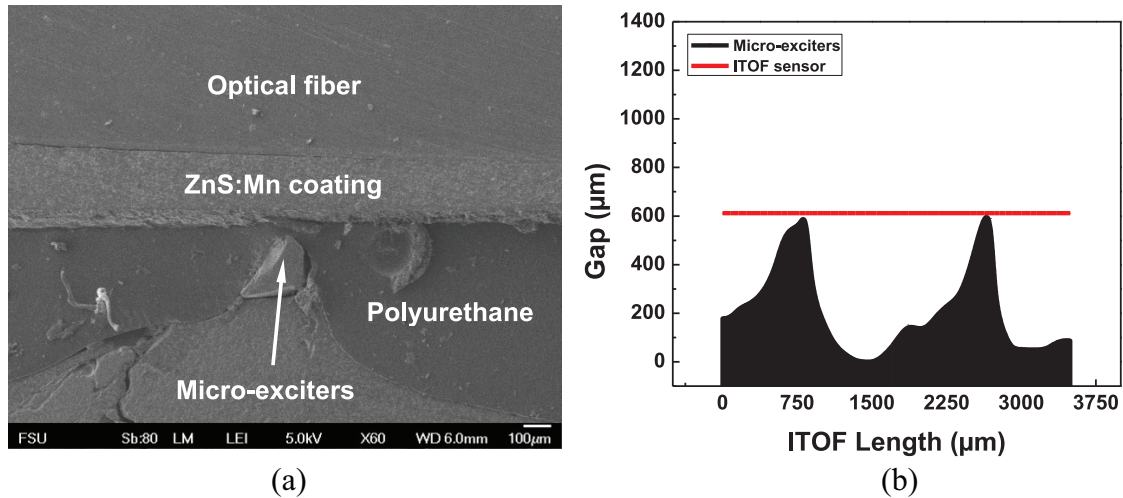 Optical fiber
ZnS:Mn coating
Polyurethane
Micro-exciters
FSU Sb:80 LM LEI 5.0kV X60 WD 6.0mm 100µm
(a)
Micro-exciters
ITOF sensor
Gap (µm)
1400
1200
1000
800
600
400
200
0
0 750 1500 2250 3000 3750
ITOF Length (µm)
(b)